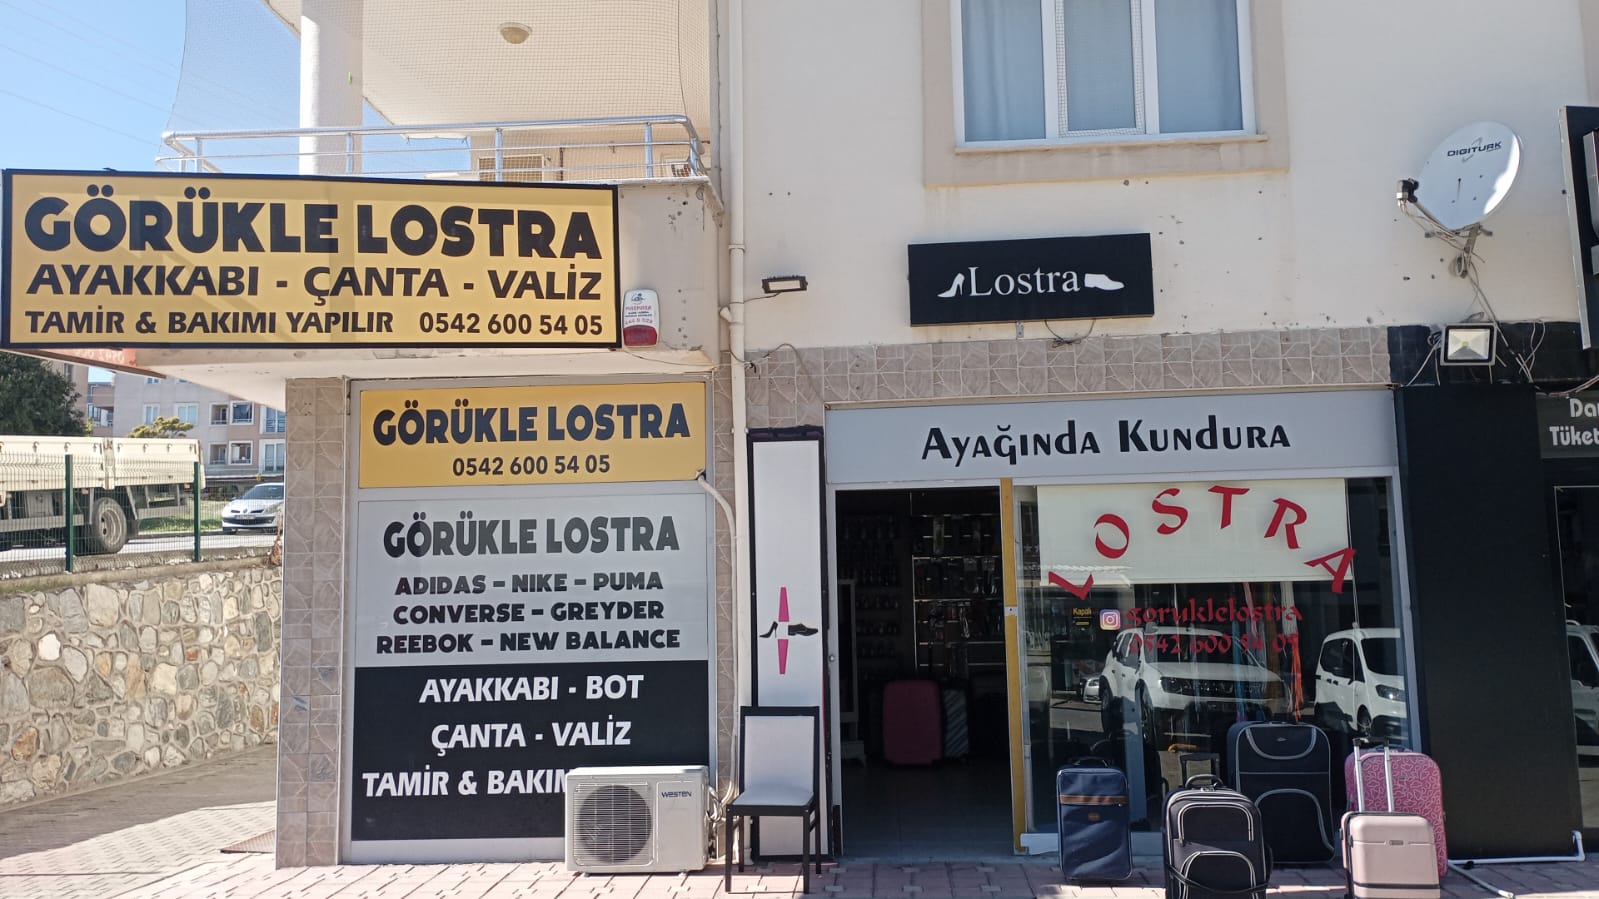 GÖRÜKLE LOSTRA
AYAKKABI - ÇANTA - VALİZ
TAMİR & BAKIMI YAPILIR 0542 600 54 05
GÖRÜKLE LOSTRA
0542 600 54 05
GÖRÜKLE LOSTRA
ADIDAS - NIKE - PUMA
CONVERSE - GREYDER
REEBOK - NEW BALANCE
AYAKKABI - BOT
ÇANTA - VALİZ
TAMİR & BAKIM
WESTEN
Lostra
DIGITURK
Ayağında Kundura
LOSTRA
Kapalı
goruklelostra
0542 600 54 05